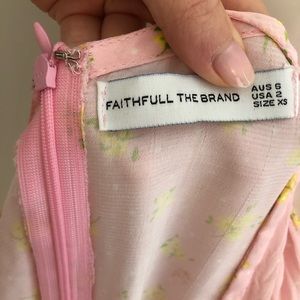 FAITHFULL THE BRAND
AUS 6
USA 2
SIZE XS